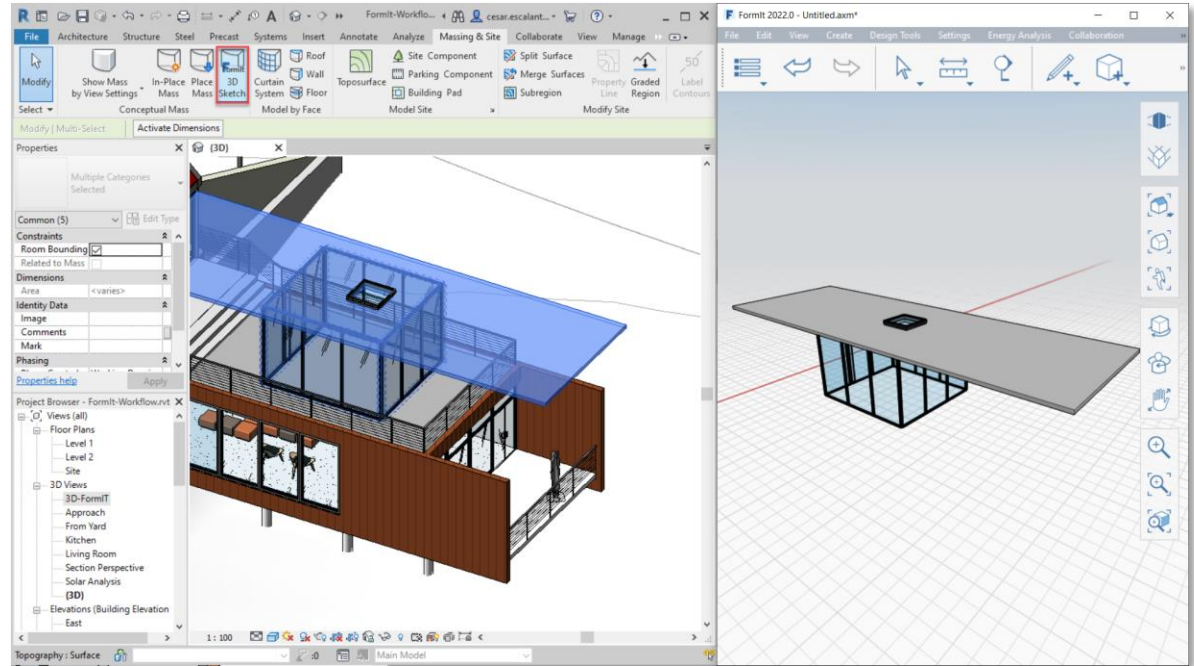 FormIt-Workflo...
cesar.escalant...
File Architecture Structure Steel Precast Systems Insert Annotate Analyze Massing & Site Collaborate View Manage
Modify
Show Mass
by View Settings
In-Place
Mass
Place
Mass
FormIt
3D
Sketch
Curtain
System
Roof
Wall
Floor
Toposurface
Site Component
Parking Component
Building Pad
Split Surface
Merge Surfaces
Subregion
Property
Line
Graded
Region
50
Label
Contours
Select Conceptual Mass Model by Face Model Site Modify Site
Modify | Multi-Select Activate Dimensions
Properties
{3D}
Multiple Categories
Selected
Common (5) Edit Type
Constraints
Room Bounding
Related to Mass
Dimensions
Area <varies>
Identity Data
Image
Comments
Mark
Phasing
Properties help Apply
Project Browser - FormIt-Workflow.rvt
Views (all)
Floor Plans
Level 1
Level 2
Site
3D Views
3D-FormIT
Approach
From Yard
Kitchen
Living Room
Section Perspective
Solar Analysis
{3D}
Elevations (Building Elevation
East
1 : 100
Topography : Surface
:0
Main Model
FormIt 2022.0 - Untitled.axm*
File Edit View Create Design Tools Settings Energy Analysis Collaboration